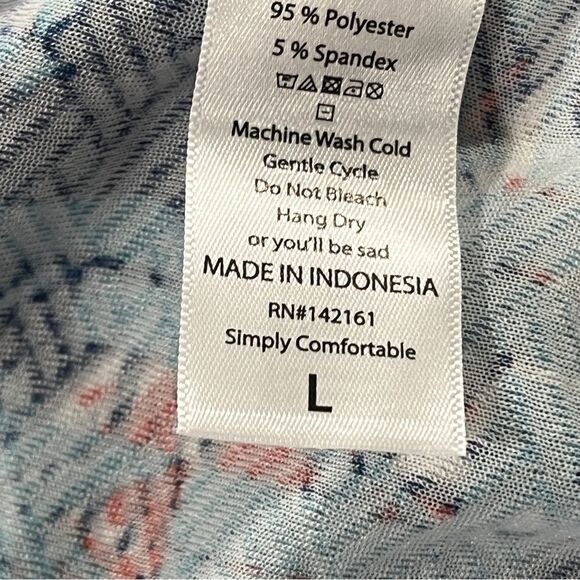 95 % Polyester
5 % Spandex
Machine Wash Cold
Gentle Cycle
Do Not Bleach
Hang Dry
or you'll be sad
MADE IN INDONESIA
RN#142161
Simply Comfortable
L